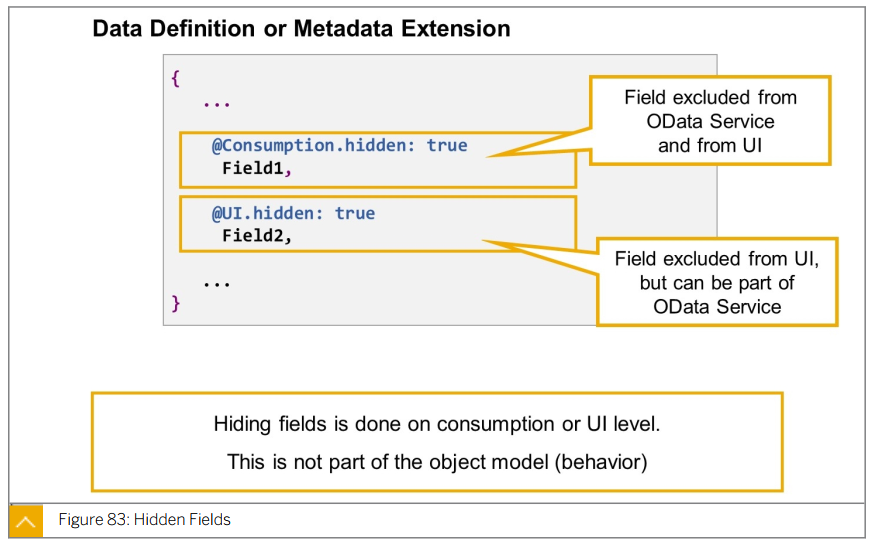 Data Definition or Metadata Extension
{
...
@Consumption.hidden: true
Field1,
Field excluded from
OData Service
and from UI
@UI.hidden: true
Field2,
Field excluded from UI,
but can be part of
OData Service
...
}
Hiding fields is done on consumption or UI level.
This is not part of the object model (behavior)
Figure 83: Hidden Fields